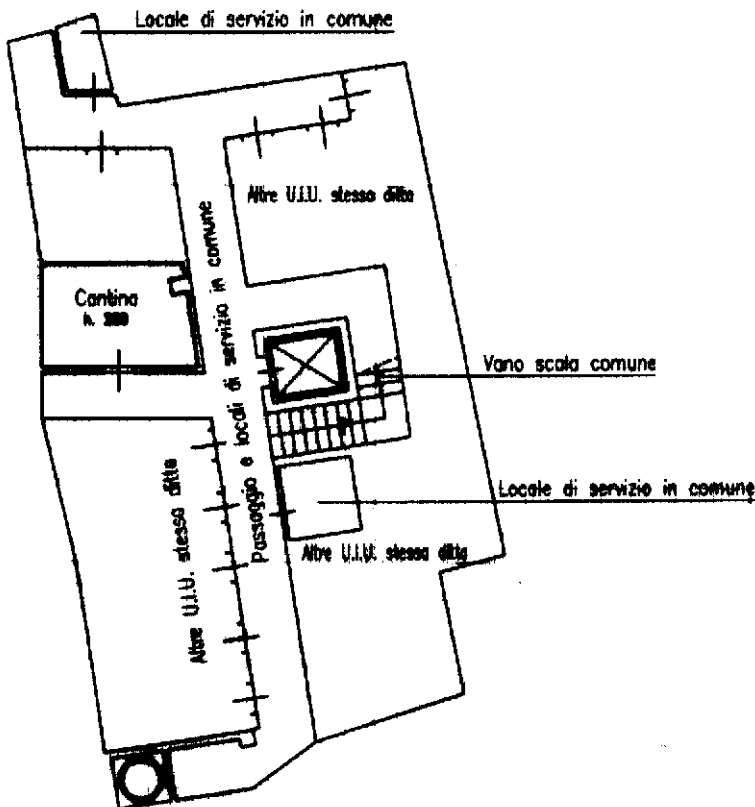 Locale di servizio in comune
Altre U.I.U. stessa ditta
Passaggio e locali di servizio in comune
Cantina
h. 300
Vano scala comune
Altre U.I.U. stessa ditta
Locale di servizio in comune
Altre U.I.U. stessa ditta